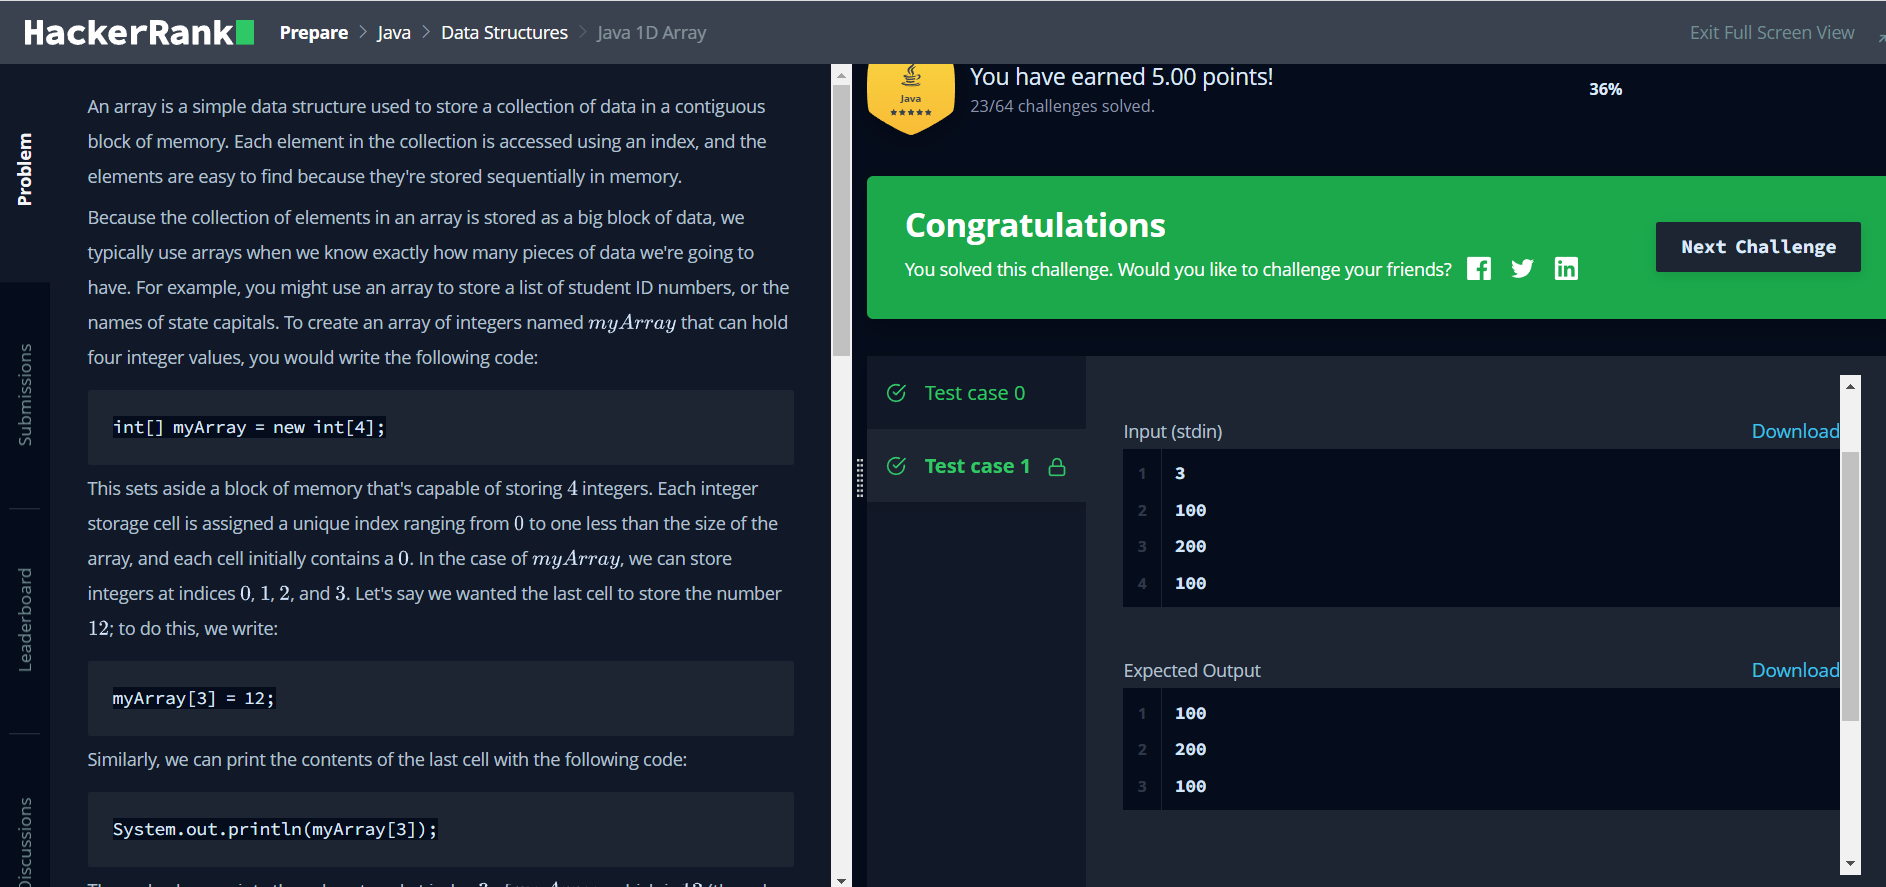 HackerRank Prepare > Java > Data Structures > Java 1D Array Exit Full Screen View
Problem
Submissions
Leaderboard
Discussions
An array is a simple data structure used to store a collection of data in a contiguous
block of memory. Each element in the collection is accessed using an index, and the
elements are easy to find because they're stored sequentially in memory.
Because the collection of elements in an array is stored as a big block of data, we
typically use arrays when we know exactly how many pieces of data we're going to
have. For example, you might use an array to store a list of student ID numbers, or the
names of state capitals. To create an array of integers named myArray that can hold
four integer values, you would write the following code:
int[] myArray = new int[4];
This sets aside a block of memory that's capable of storing 4 integers. Each integer
storage cell is assigned a unique index ranging from 0 to one less than the size of the
array, and each cell initially contains a 0. In the case of myArray, we can store
integers at indices 0, 1, 2, and 3. Let's say we wanted the last cell to store the number
12; to do this, we write:
myArray[3] = 12;
Similarly, we can print the contents of the last cell with the following code:
System.out.println(myArray[3]);
Java
You have earned 5.00 points!
23/64 challenges solved.
36%
Congratulations
You solved this challenge. Would you like to challenge your friends?
Next Challenge
Test case 0
Test case 1
Input (stdin) Download
1 3
2 100
3 200
4 100
Expected Output Download
1 100
2 200
3 100